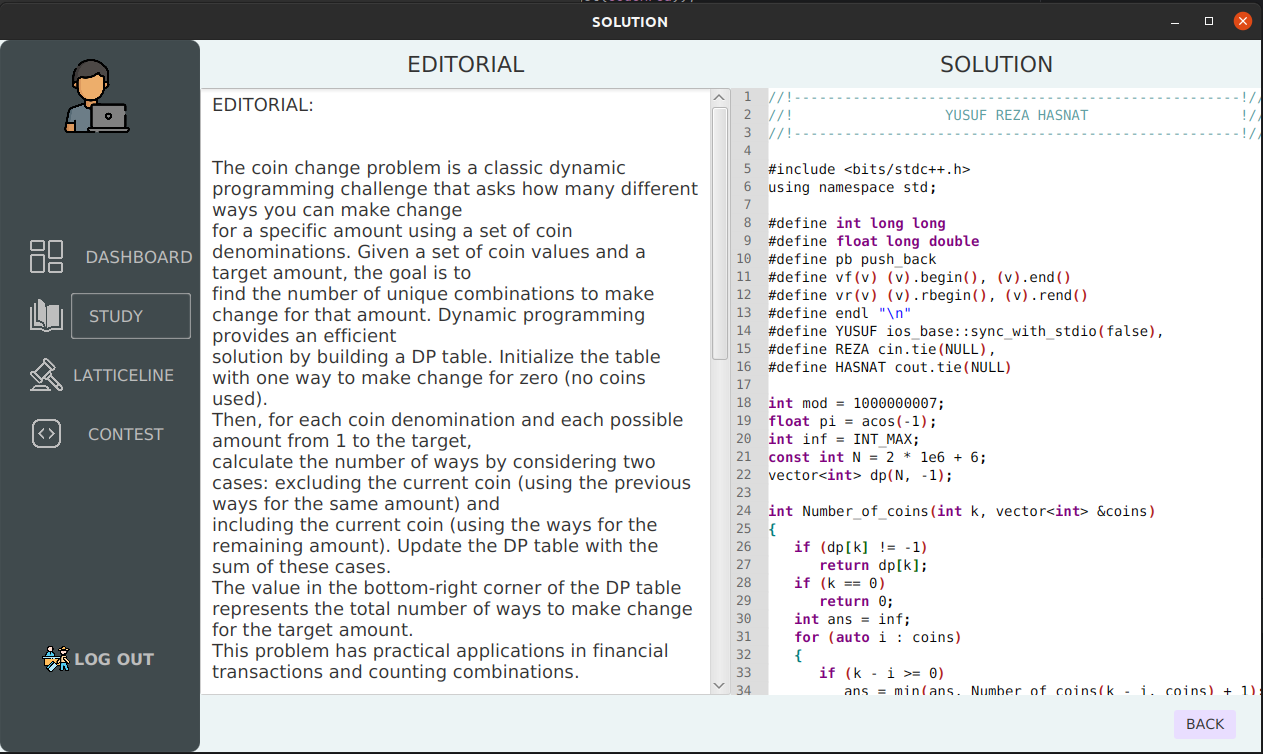 SOLUTION
DASHBOARD
STUDY
LATTICELINE
CONTEST
LOG OUT
EDITORIAL
EDITORIAL:
The coin change problem is a classic dynamic
programming challenge that asks how many different
ways you can make change
for a specific amount using a set of coin
denominations. Given a set of coin values and a
target amount, the goal is to
find the number of unique combinations to make
change for that amount. Dynamic programming
provides an efficient
solution by building a DP table. Initialize the table
with one way to make change for zero (no coins
used).
Then, for each coin denomination and each possible
amount from 1 to the target,
calculate the number of ways by considering two
cases: excluding the current coin (using the previous
ways for the same amount) and
including the current coin (using the ways for the
remaining amount). Update the DP table with the
sum of these cases.
The value in the bottom-right corner of the DP table
represents the total number of ways to make change
for the target amount.
This problem has practical applications in financial
transactions and counting combinations.
SOLUTION
1 //!-----------------------------------------------------!//
2 //! YUSUF REZA HASNAT !//
3 //!-----------------------------------------------------!//
4
5 #include <bits/stdc++.h>
6 using namespace std;
7
8 #define int long long
9 #define float long double
10 #define pb push_back
11 #define vf(v) (v).begin(), (v).end()
12 #define vr(v) (v).rbegin(), (v).rend()
13 #define endl "\n"
14 #define YUSUF ios_base::sync_with_stdio(false),
15 #define REZA cin.tie(NULL),
16 #define HASNAT cout.tie(NULL)
17
18 int mod = 1000000007;
19 float pi = acos(-1);
20 int inf = INT_MAX;
21 const int N = 2 * 1e6 + 6;
22 vector<int> dp(N, -1);
23
24 int Number_of_coins(int k, vector<int> &coins)
25 {
26 if (dp[k] != -1)
27 return dp[k];
28 if (k == 0)
29 return 0;
30 int ans = inf;
31 for (auto i : coins)
32 {
33 if (k - i >= 0)
34 ans = min(ans, Number_of_coins(k - i, coins) + 1);
BACK